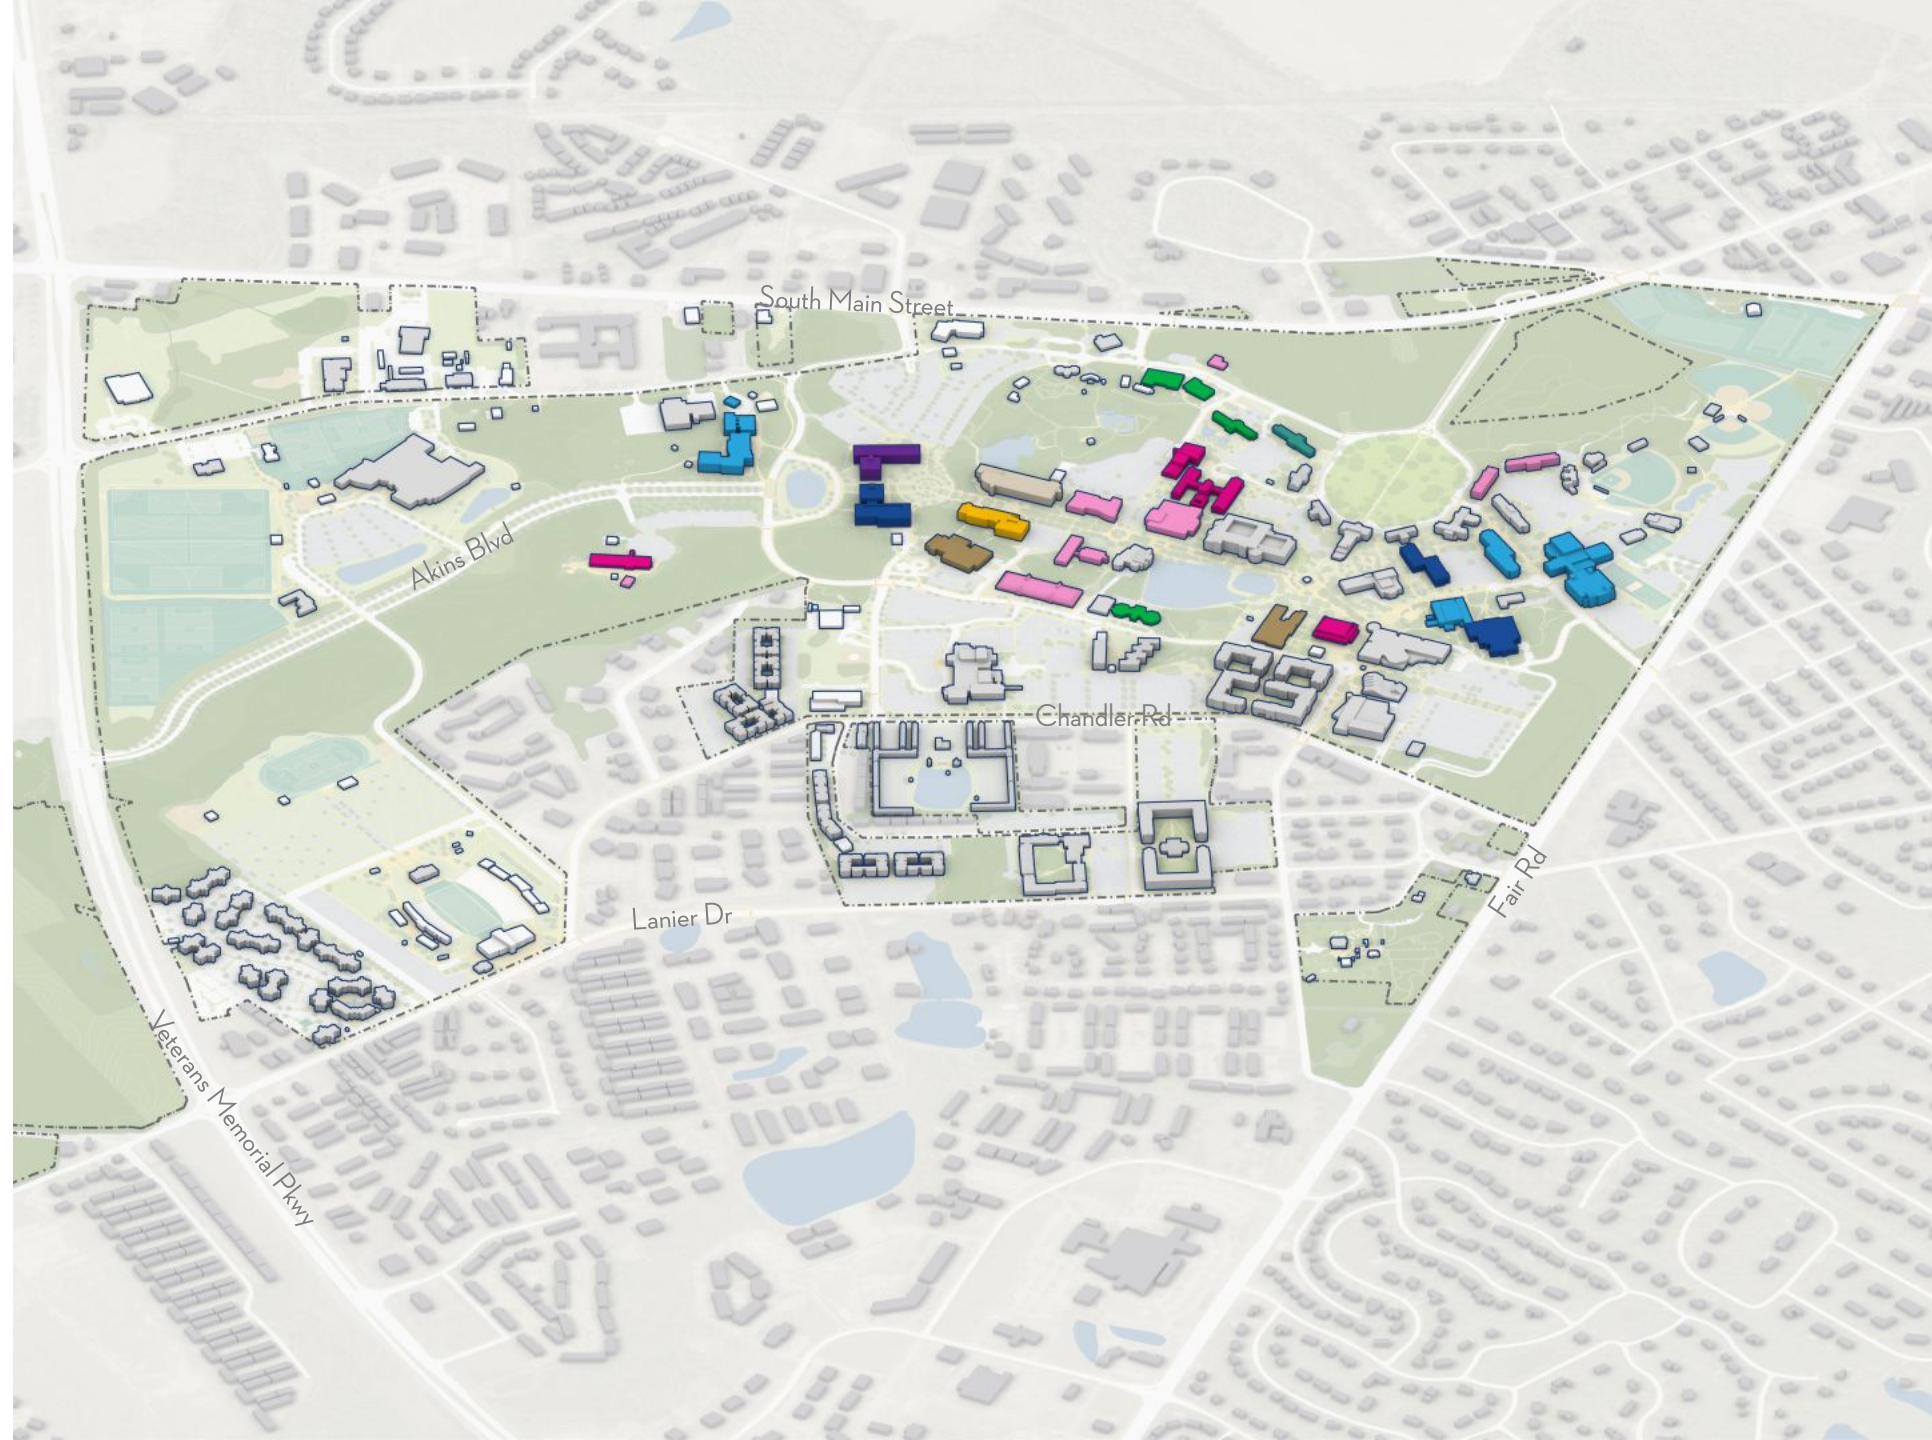 South Main Street
Akins Blvd
Chandler Rd
Fair Rd
Lanier Dr
Veterans Memorial Pkwy